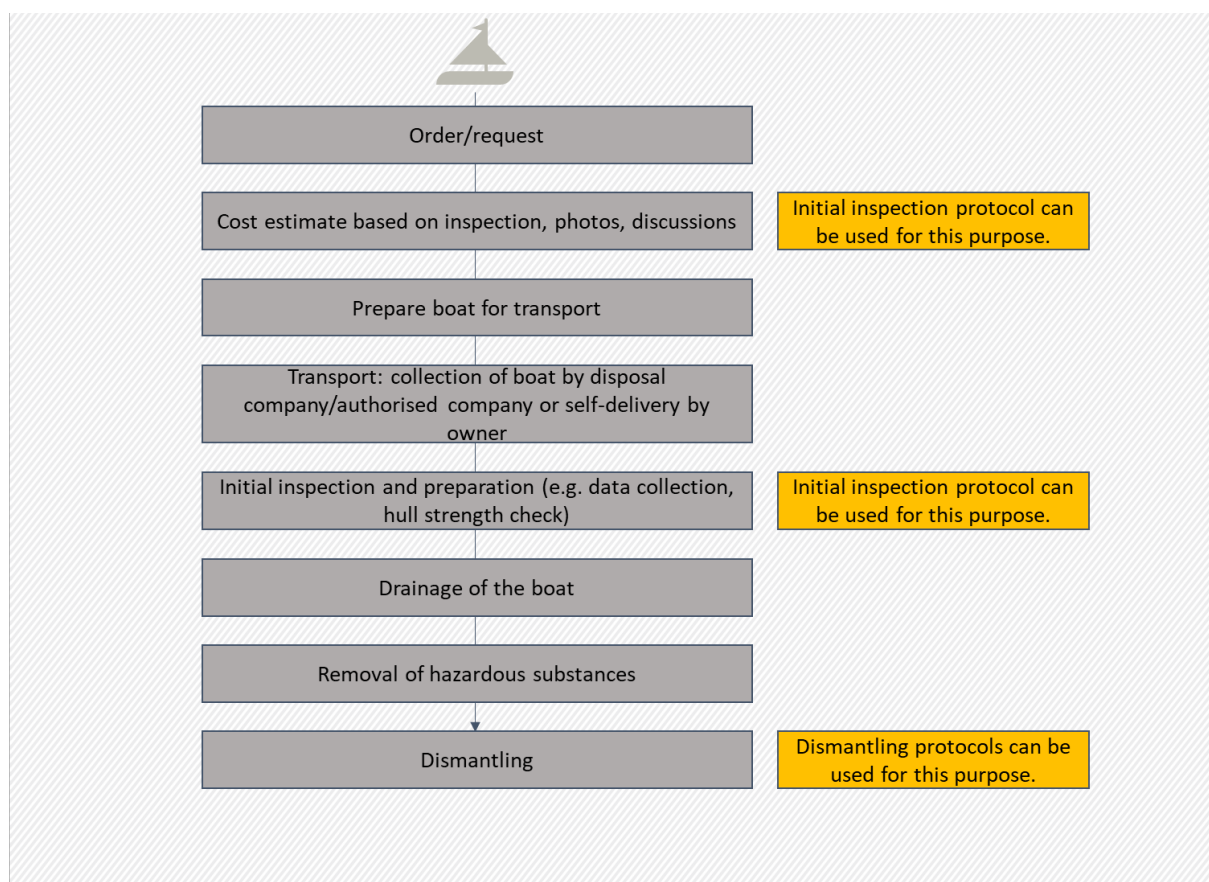 Order/request
Cost estimate based on inspection, photos, discussions
Initial inspection protocol can
be used for this purpose.
Prepare boat for transport
Transport: collection of boat by disposal
company/authorised company or self-delivery by
owner
Initial inspection and preparation (e.g. data collection,
hull strength check)
Initial inspection protocol can
be used for this purpose.
Drainage of the boat
Removal of hazardous substances
Dismantling
Dismantling protocols can be
used for this purpose.